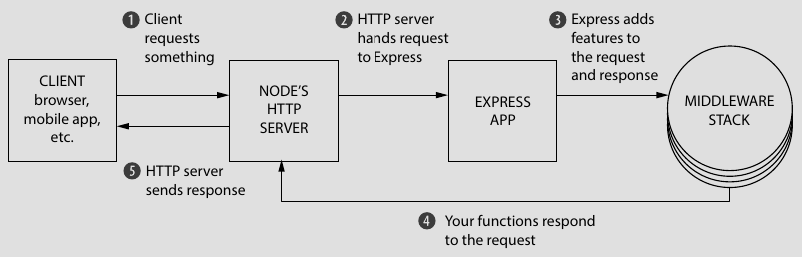 1 Client
requests
something
2 HTTP server
hands request
to Express
3 Express adds
features to
the request
and response
CLIENT
browser,
mobile app,
etc.
NODE'S
HTTP
SERVER
EXPRESS
APP
MIDDLEWARE
STACK
5 HTTP server
sends response
4 Your functions respond
to the request